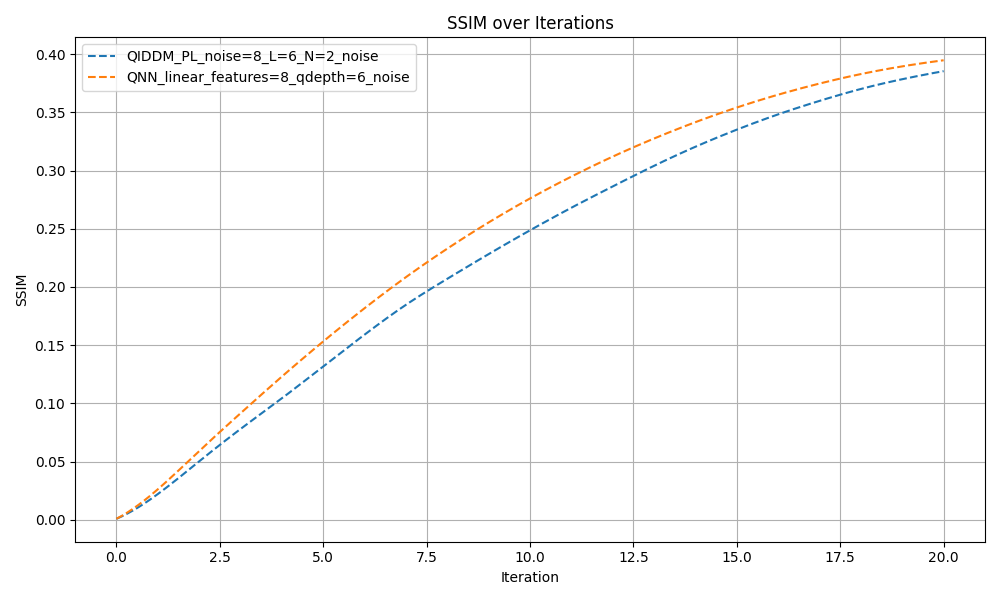 SSIM over Iterations
QIDDM_PL_noise=8_L=6_N=2_noise
QNN_linear_features=8_qdepth=6_noise
SSIM
0.40
0.35
0.30
0.25
0.20
0.15
0.10
0.05
0.00
0.0 2.5 5.0 7.5 10.0 12.5 15.0 17.5 20.0
Iteration